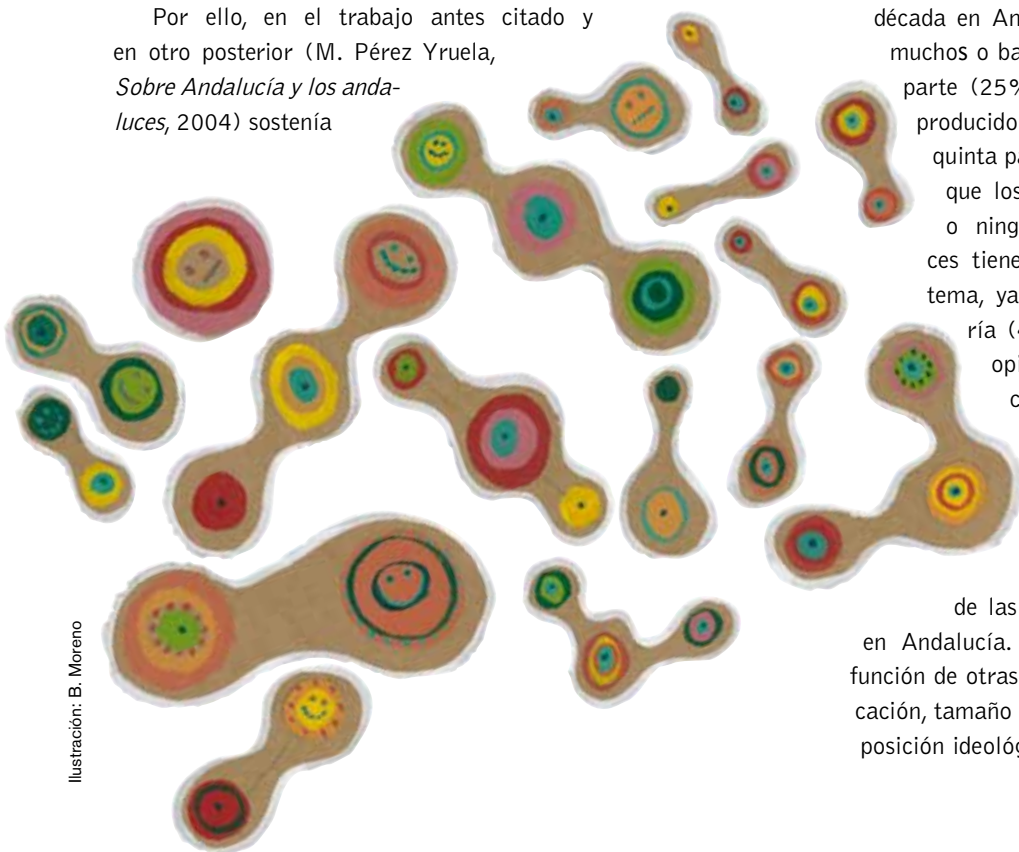 Por ello, en el trabajo antes citado y
en otro posterior (M. Pérez Yruela,
Sobre Andalucía y los anda-
luces, 2004) sostenía
década en An
muchos o ba
parte (25%
producido
quinta pa
que los
o ning
ces tiene
tema, ya
ría (
opi
c
de las
en Andalucía.
función de otras
cación, tamaño
posición ideológ
Ilustración: B. Moreno